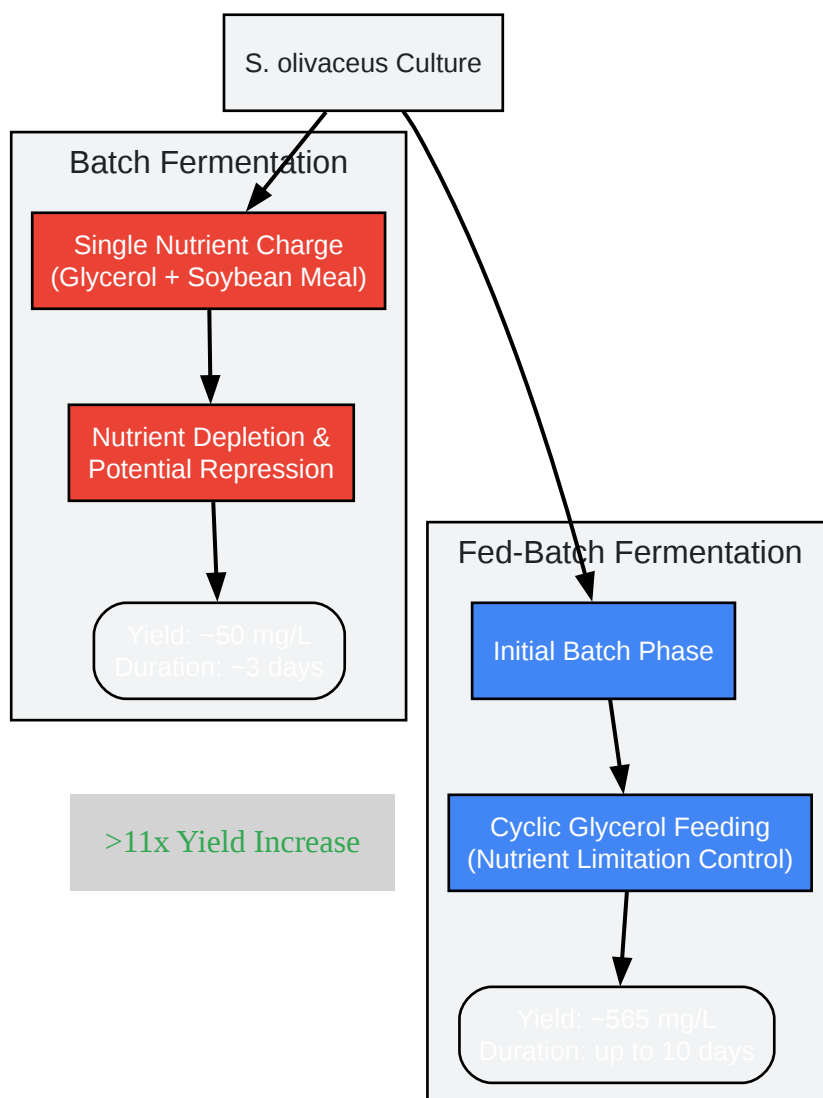 S. olivaceus Culture
Batch Fermentation
Single Nutrient Charge
(Glycerol + Soybean Meal)
Nutrient Depletion &
Potential Repression
Yield: ~50 mg/L
Duration: ~3 days
>11x Yield Increase
Fed-Batch Fermentation
Initial Batch Phase
Cyclic Glycerol Feeding
(Nutrient Limitation Control)
Yield: ~565 mg/L
Duration: up to 10 days